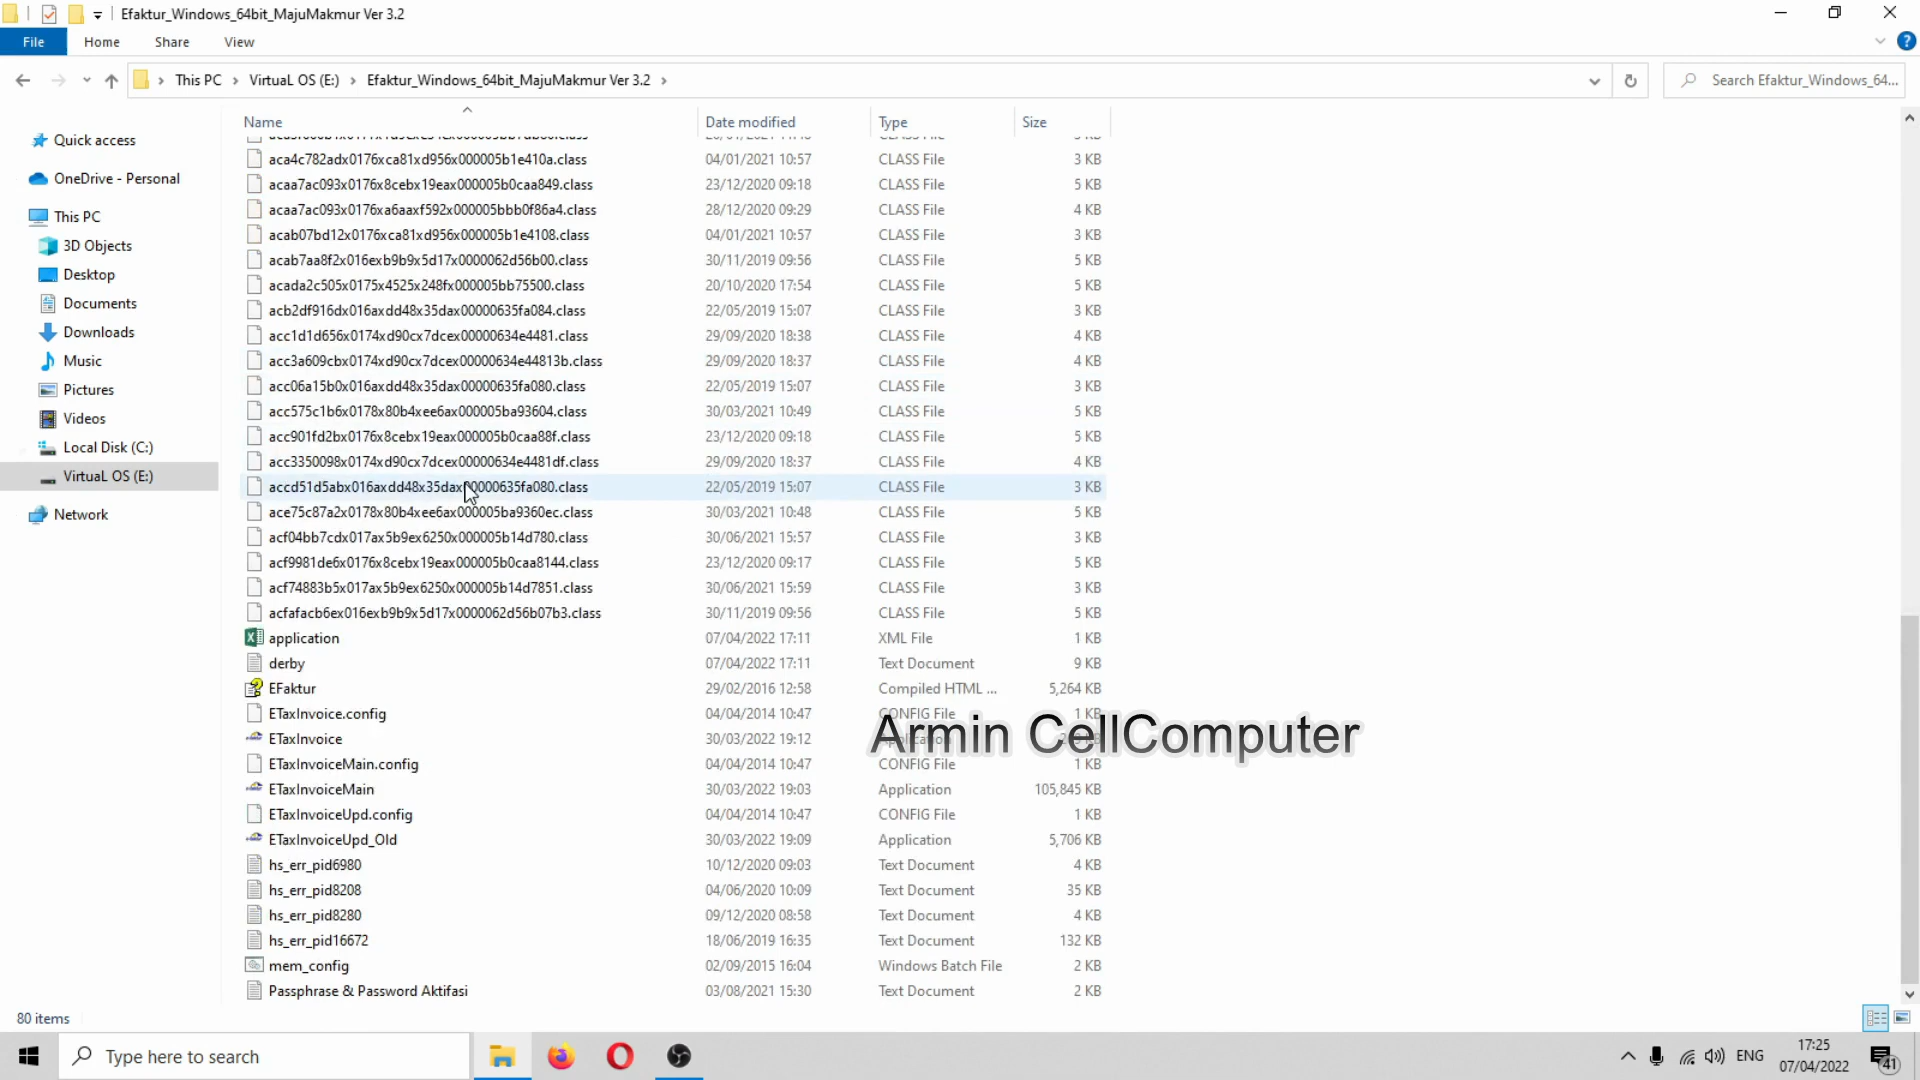 Efaktur_Windows_64bit_MajuMakmur Ver 3.2
File Home Share View
This PC VirtuaL OS (E:) Efaktur_Windows_64bit_MajuMakmur Ver 3.2 Search Efaktur_Windows_64...
Name Date modified Type Size
Quick access
OneDrive - Personal
This PC
3D Objects
Desktop
Documents
Downloads
Music
Pictures
Videos
Local Disk (C:)
VirtuaL OS (E:)
Network
aca4c782adx0176xca81xd956x000005b1e410a.class 04/01/2021 10:57 CLASS File 3 KB
acaa7ac093x0176x8cebx19eax000005b0caa849.class 23/12/2020 09:18 CLASS File 5 KB
acaa7ac093x0176xa6aaxf592x000005bbb0f86a4.class 28/12/2020 09:29 CLASS File 4 KB
acab07bd12x0176xca81xd956x000005b1e4108.class 04/01/2021 10:57 CLASS File 3 KB
acab7aa8f2x016exb9b9x5d17x0000062d56b00.class 30/11/2019 09:56 CLASS File 5 KB
acada2c505x0175x4525x248fx000005bb75500.class 20/10/2020 17:54 CLASS File 5 KB
acb2df916dx016axdd48x35dax00000635fa084.class 22/05/2019 15:07 CLASS File 3 KB
acc1d1d656x0174xd90cx7dcex00000634e4481.class 29/09/2020 18:38 CLASS File 4 KB
acc3a609cbx0174xd90cx7dcex00000634e44813b.class 29/09/2020 18:37 CLASS File 4 KB
acc06a15b0x016axdd48x35dax00000635fa080.class 22/05/2019 15:07 CLASS File 3 KB
acc575c1b6x0178x80b4xee6ax000005ba93604.class 30/03/2021 10:49 CLASS File 5 KB
acc901fd2bx0176x8cebx19eax000005b0caa88f.class 23/12/2020 09:18 CLASS File 5 KB
acc3350098x0174xd90cx7dcex00000634e4481df.class 29/09/2020 18:37 CLASS File 4 KB
accd51d5abx016axdd48x35dax00000635fa080.class 22/05/2019 15:07 CLASS File 3 KB
ace75c87a2x0178x80b4xee6ax000005ba9360ec.class 30/03/2021 10:48 CLASS File 5 KB
acf04bb7cdx017ax5b9ex6250x000005b14d780.class 30/06/2021 15:57 CLASS File 3 KB
acf9981de6x0176x8cebx19eax000005b0caa8144.class 23/12/2020 09:17 CLASS File 5 KB
acf74883b5x017ax5b9ex6250x000005b14d7851.class 30/06/2021 15:59 CLASS File 3 KB
acfafacb6ex016exb9b9x5d17x0000062d56b07b3.class 30/11/2019 09:56 CLASS File 5 KB
application 07/04/2022 17:11 XML File 1 KB
derby 07/04/2022 17:11 Text Document 9 KB
EFaktur 29/02/2016 12:58 Compiled HTML ... 5,264 KB
ETaxInvoice.config 04/04/2014 10:47 CONFIG File 1 KB
ETaxInvoice 30/03/2022 19:12 Application KB
Armin CellComputer
ETaxInvoiceMain.config 04/04/2014 10:47 CONFIG File 1 KB
ETaxInvoiceMain 30/03/2022 19:03 Application 105,845 KB
ETaxInvoiceUpd.config 04/04/2014 10:47 CONFIG File 1 KB
ETaxInvoiceUpd_Old 30/03/2022 19:09 Application 5,706 KB
hs_err_pid6980 10/12/2020 09:03 Text Document 4 KB
hs_err_pid8208 04/06/2020 10:09 Text Document 35 KB
hs_err_pid8280 09/12/2020 08:58 Text Document 4 KB
hs_err_pid16672 18/06/2019 16:35 Text Document 132 KB
mem_config 02/09/2015 16:04 Windows Batch File 2 KB
Passphrase & Password Aktifasi 03/08/2021 15:30 Text Document 2 KB
80 items
Type here to search
ENG
17:25
07/04/2022
41